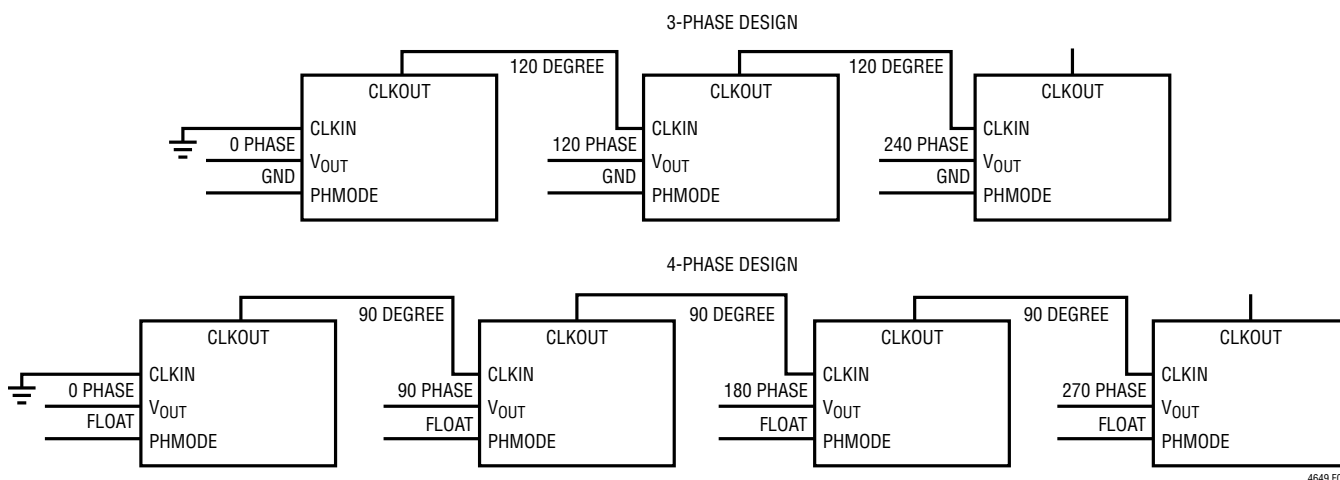 3-PHASE DESIGN
120 DEGREE
120 DEGREE
CLKOUT
CLKOUT
CLKOUT
CLKIN
CLKIN
CLKIN
0 PHASE
120 PHASE
240 PHASE
VOUT
VOUT
VOUT
GND
GND
GND
PHMODE
PHMODE
PHMODE
4-PHASE DESIGN
90 DEGREE
90 DEGREE
90 DEGREE
CLKOUT
CLKOUT
CLKOUT
CLKOUT
CLKIN
CLKIN
CLKIN
CLKIN
0 PHASE
90 PHASE
180 PHASE
270 PHASE
VOUT
VOUT
VOUT
VOUT
FLOAT
FLOAT
FLOAT
FLOAT
PHMODE
PHMODE
PHMODE
PHMODE
4649